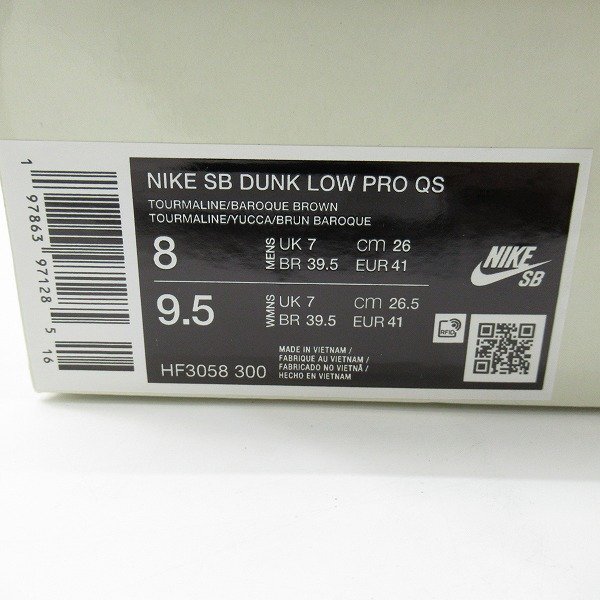 NIKE SB DUNK LOW PRO QS
TOURMALINE/BAROQUE BROWN
TOURMALINE/YUCCA/BRUN BAROQUE
8 MENS UK 7 cm 26
BR 39.5 EUR 41
9.5 WMNS UK 7 cm 26.5
BR 39.5 EUR 41
NIKE
SB
RFID
HF3058 300
MADE IN VIETNAM/
FABRIQUE AU VIETNAM/
FABRICADO NO VIETNÃ/
HECHO EN VIETNAM
1 97863 97128 5 16